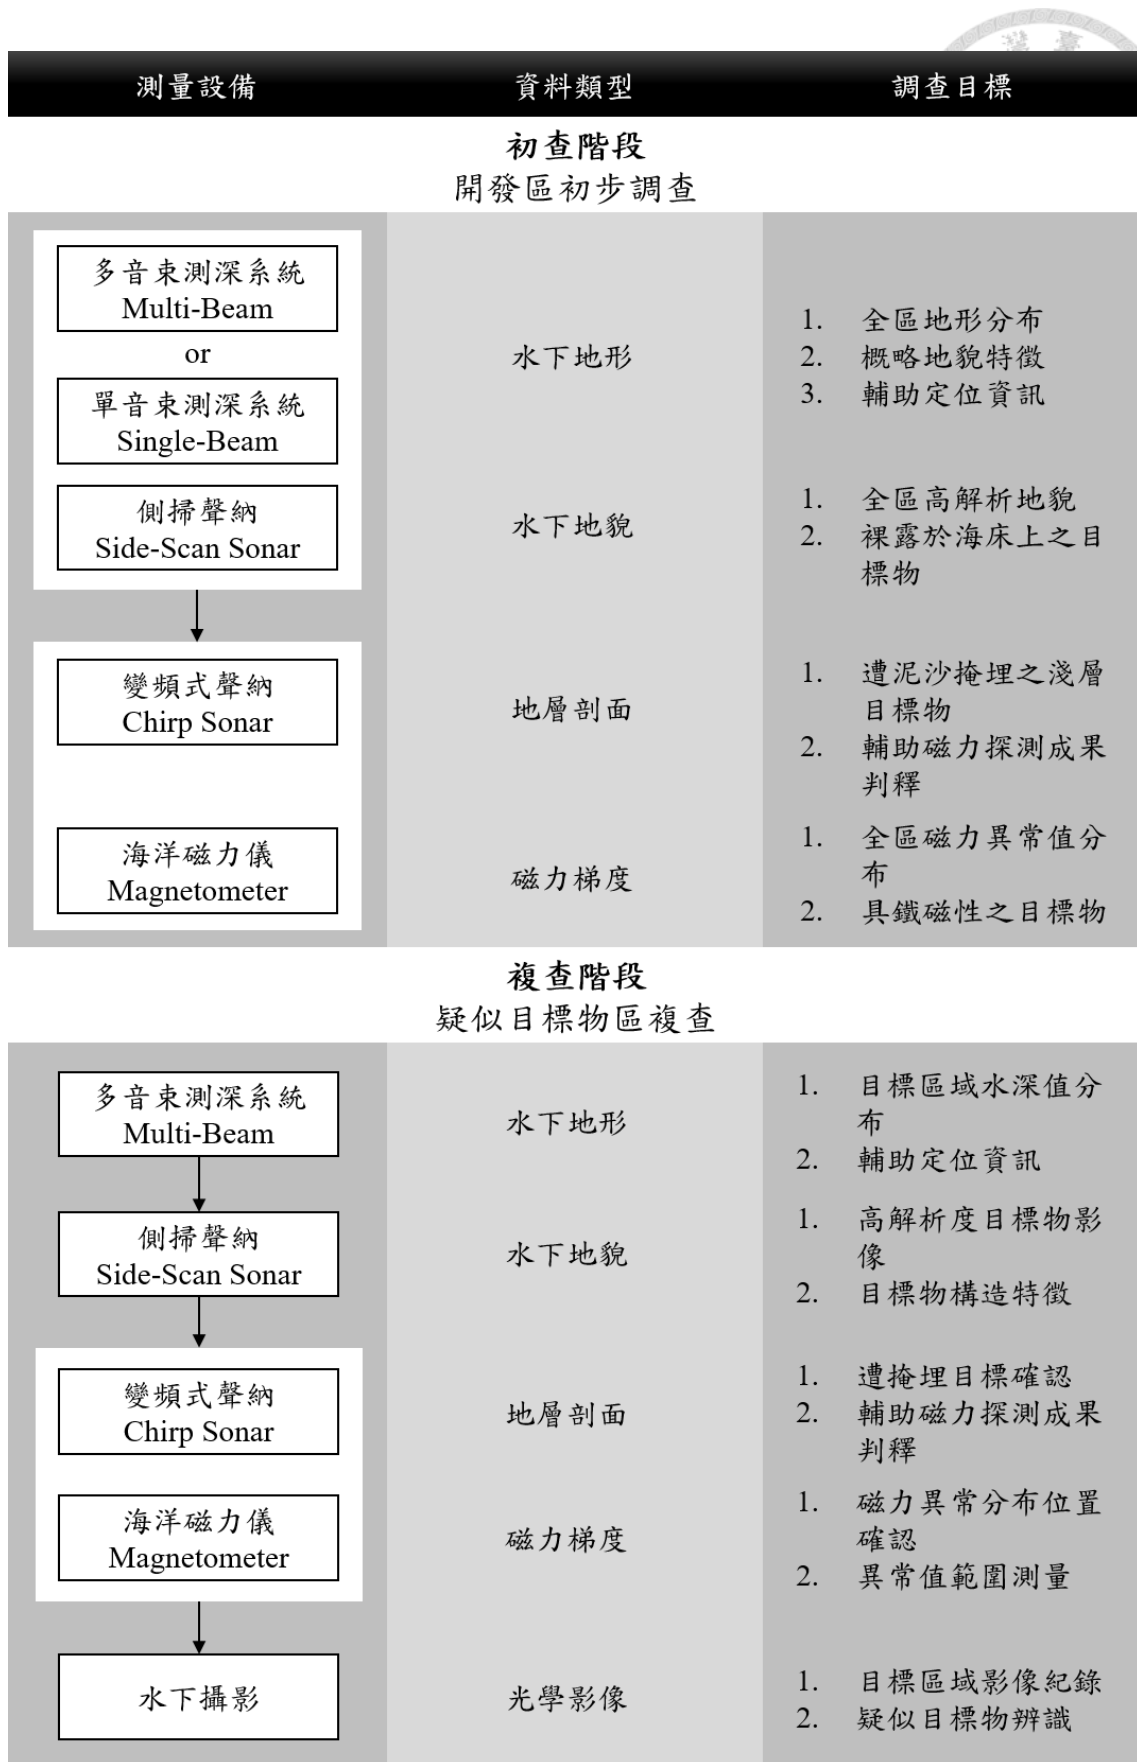 測量設備
資料類型
調查目標
初查階段
開發區初步調查
多音束測深系統
Multi-Beam
or
單音束測深系統
Single-Beam
水下地形
1. 全區地形分布
2. 概略地貌特徵
3. 輔助定位資訊
側掃聲納
Side-Scan Sonar
水下地貌
1. 全區高解析地貌
2. 裸露於海床上之目
標物
變頻式聲納
Chirp Sonar
地層剖面
1. 遭泥沙掩埋之淺層
目標物
2. 輔助磁力探測成果
判釋
海洋磁力儀
Magnetometer
磁力梯度
1. 全區磁力異常值分
布
2. 具鐵磁性之目標物
複查階段
疑似目標物區複查
多音束測深系統
Multi-Beam
水下地形
1. 目標區域水深值分
布
2. 輔助定位資訊
側掃聲納
Side-Scan Sonar
水下地貌
1. 高解析度目標物影
像
2. 目標物構造特徵
變頻式聲納
Chirp Sonar
地層剖面
1. 遭掩埋目標確認
2. 輔助磁力探測成果
判釋
海洋磁力儀
Magnetometer
磁力梯度
1. 磁力異常分布位置
確認
2. 異常值範圍測量
水下攝影
光學影像
1. 目標區域影像紀錄
2. 疑似目標物辨識